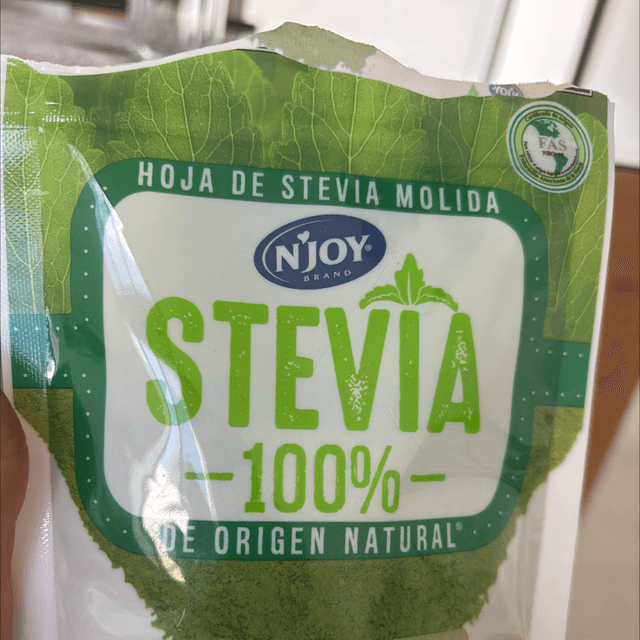 HOJA DE STEVIA MOLIDA
FAS
N'JOY®
BRAND
STEVIA
100%
DE ORIGEN NATURAL®